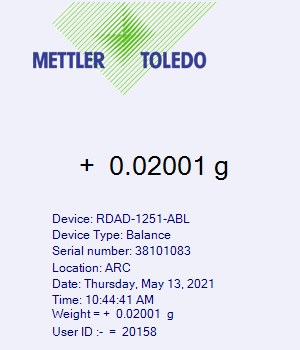 METTLER TOLEDO
+ 0.02001 g
Device: RDAD-1251-ABL
Device Type: Balance
Serial number: 38101083
Location: ARC
Date: Thursday, May 13, 2021
Time: 10:44:41 AM
Weight = + 0.02001 g
User ID :- = 20158